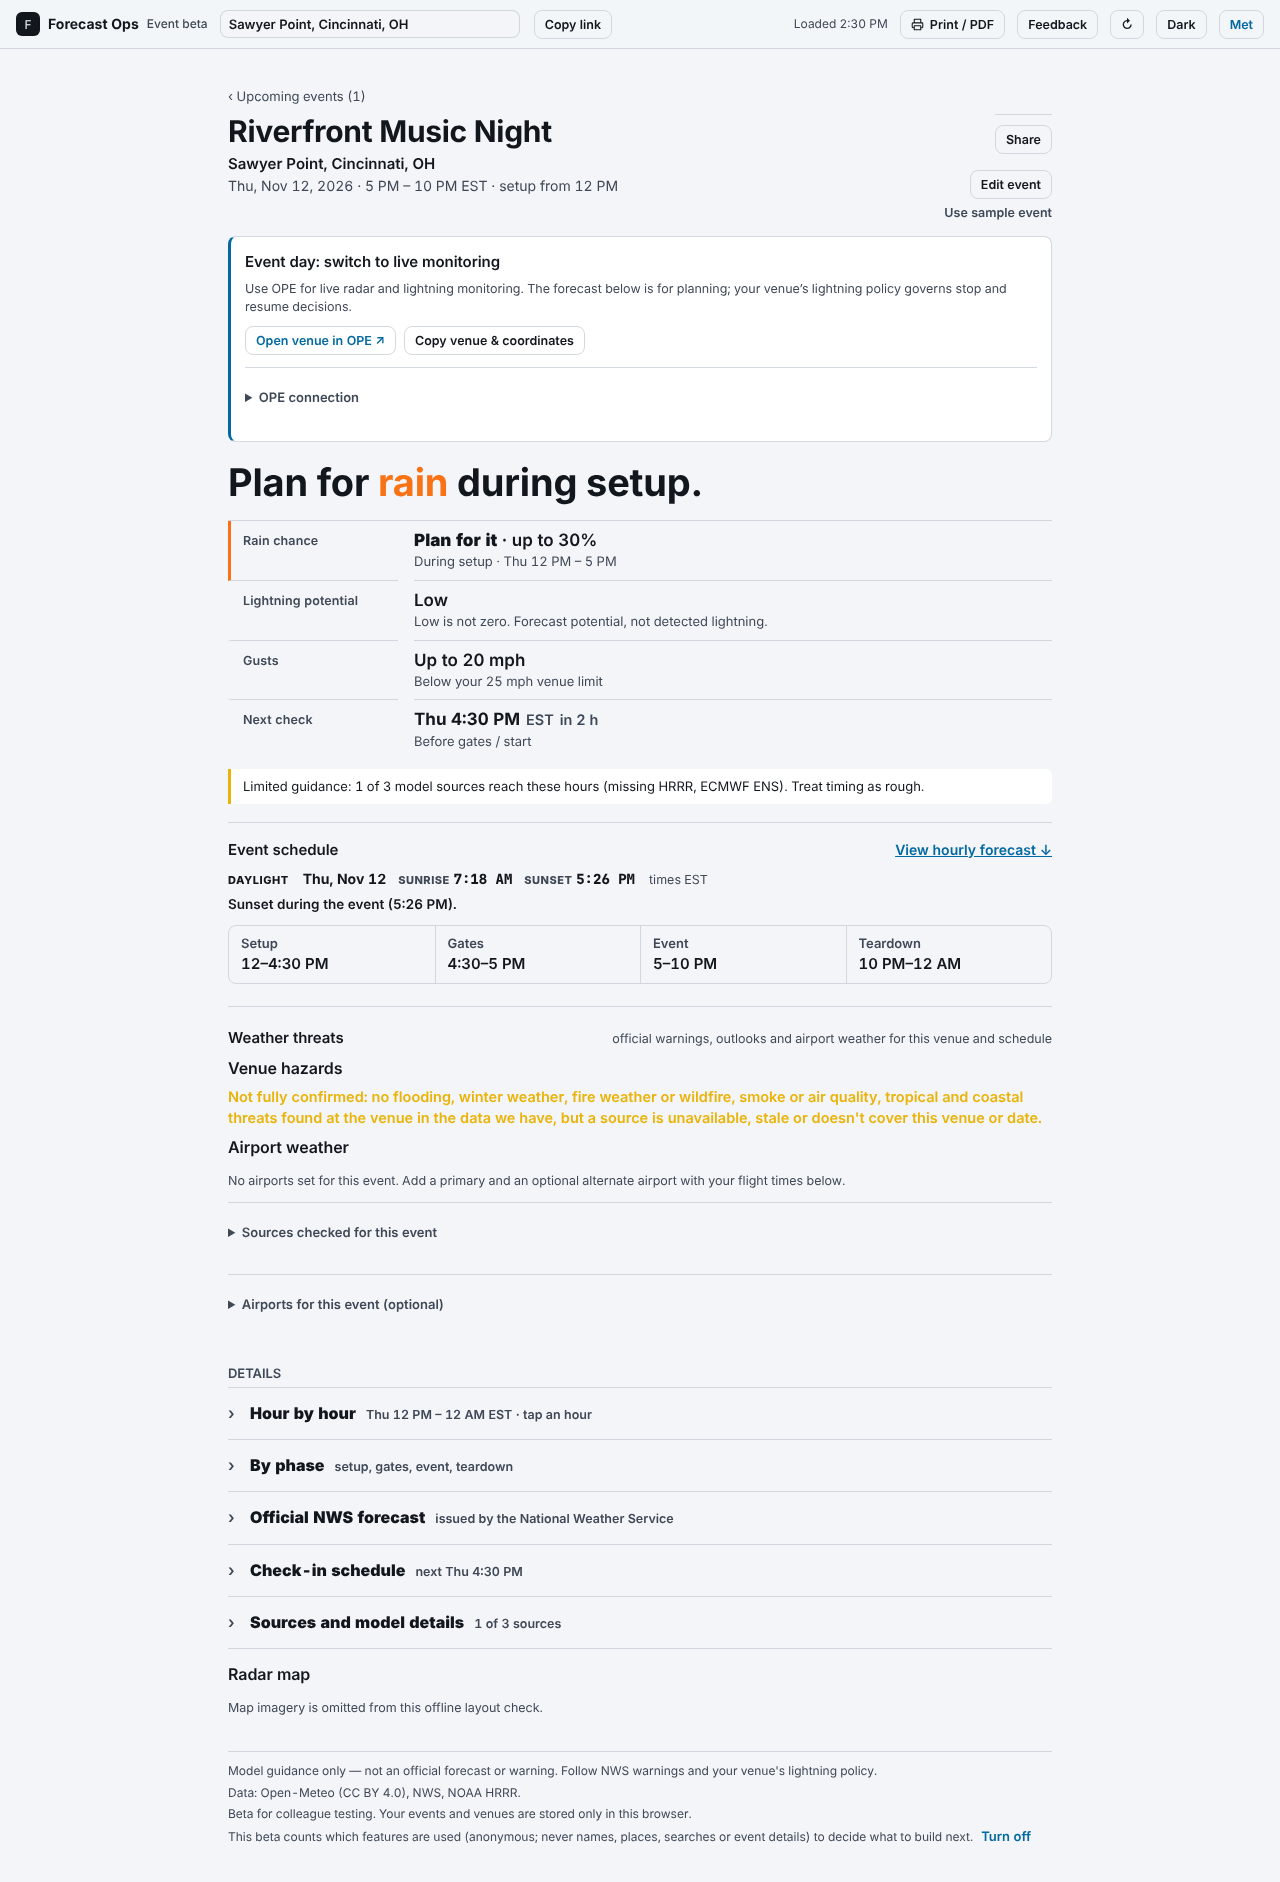 F Forecast Ops Event beta Sawyer Point, Cincinnati, OH Copy link Loaded 2:30 PM Print / PDF Feedback ↻ Dark Met
‹ Upcoming events (1)
Riverfront Music Night
Share
Sawyer Point, Cincinnati, OH
Thu, Nov 12, 2026 · 5 PM – 10 PM EST · setup from 12 PM
Edit event
Use sample event
Event day: switch to live monitoring
Use OPE for live radar and lightning monitoring. The forecast below is for planning; your venue’s lightning policy governs stop and
resume decisions.
Open venue in OPE ↗ Copy venue & coordinates
▶ OPE connection
Plan for rain during setup.
Rain chance Plan for it · up to 30%
During setup · Thu 12 PM – 5 PM
Lightning potential Low
Low is not zero. Forecast potential, not detected lightning.
Gusts Up to 20 mph
Below your 25 mph venue limit
Next check Thu 4:30 PM EST in 2 h
Before gates / start
Limited guidance: 1 of 3 model sources reach these hours (missing HRRR, ECMWF ENS). Treat timing as rough.
Event schedule View hourly forecast ↓
DAYLIGHT Thu, Nov 12 SUNRISE 7:18 AM SUNSET 5:26 PM times EST
Sunset during the event (5:26 PM).
Setup Gates Event Teardown
12–4:30 PM 4:30–5 PM 5–10 PM 10 PM–12 AM
Weather threats official warnings, outlooks and airport weather for this venue and schedule
Venue hazards
Not fully confirmed: no flooding, winter weather, fire weather or wildfire, smoke or air quality, tropical and coastal
threats found at the venue in the data we have, but a source is unavailable, stale or doesn't cover this venue or date.
Airport weather
No airports set for this event. Add a primary and an optional alternate airport with your flight times below.
▶ Sources checked for this event
▶ Airports for this event (optional)
DETAILS
› Hour by hour Thu 12 PM – 12 AM EST · tap an hour
› By phase setup, gates, event, teardown
› Official NWS forecast issued by the National Weather Service
› Check-in schedule next Thu 4:30 PM
› Sources and model details 1 of 3 sources
Radar map
Map imagery is omitted from this offline layout check.
Model guidance only — not an official forecast or warning. Follow NWS warnings and your venue's lightning policy.
Data: Open-Meteo (CC BY 4.0), NWS, NOAA HRRR.
Beta for colleague testing. Your events and venues are stored only in this browser.
This beta counts which features are used (anonymous; never names, places, searches or event details) to decide what to build next. Turn off